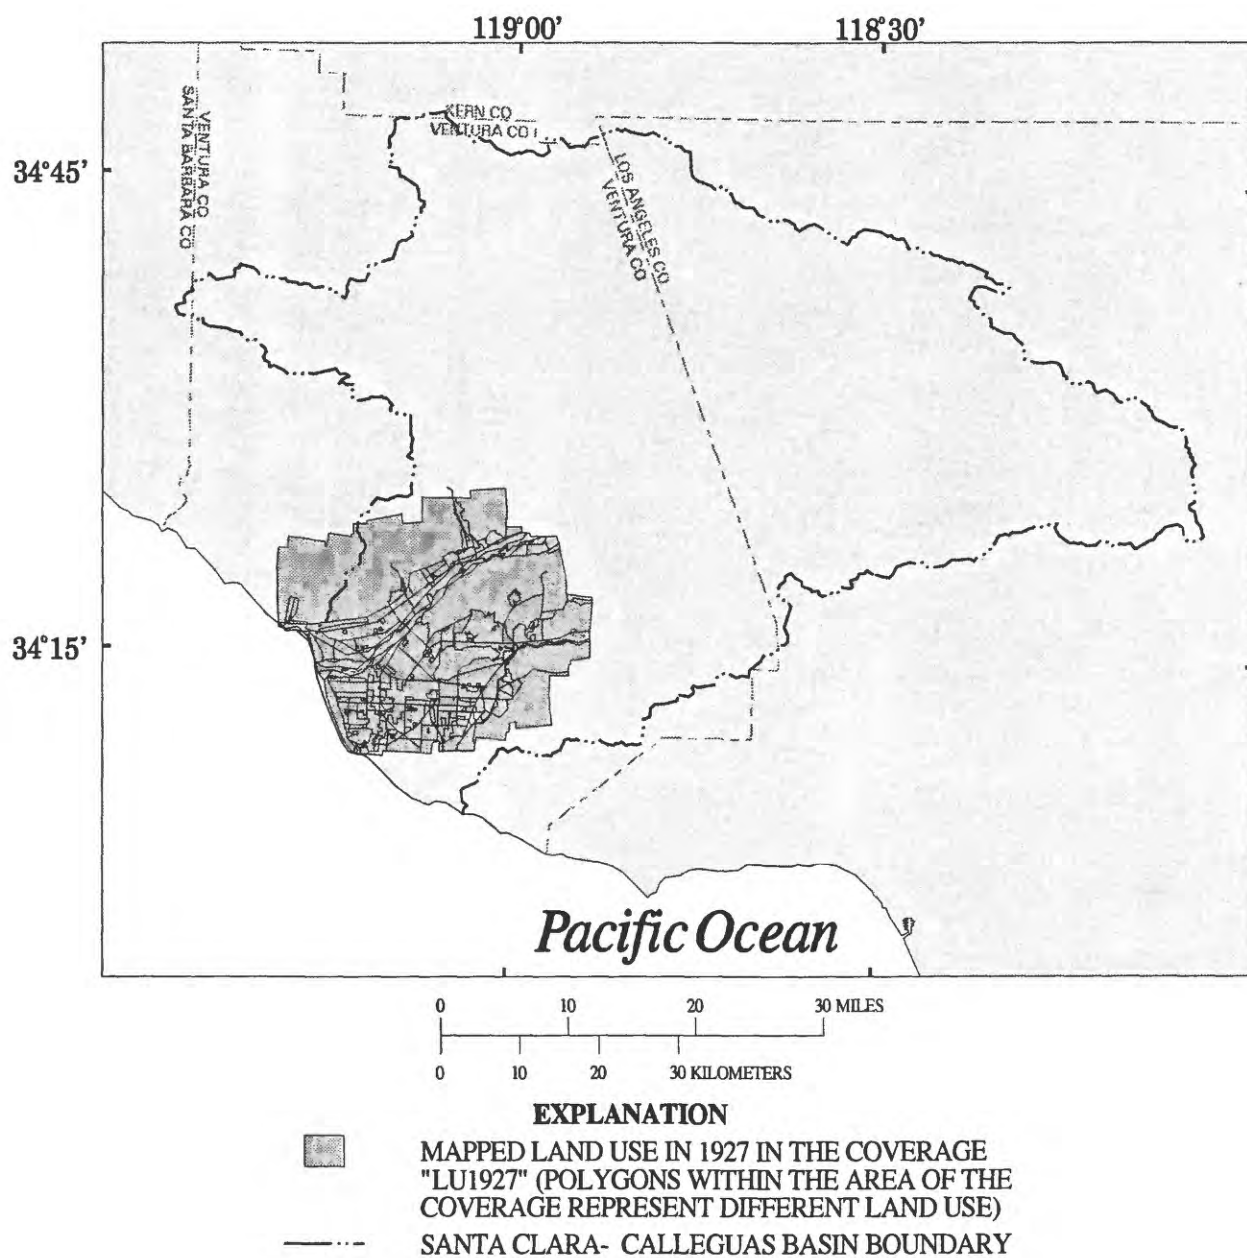 119°00' 118°30'
KERN CO
VENTURA CO
34°45'
VENTURA CO
SANTA BARBARA CO
LOS ANGELES CO
VENTURA CO
34°15'
Pacific Ocean
0 10 20 30 MILES
0 10 20 30 KILOMETERS
EXPLANATION
MAPPED LAND USE IN 1927 IN THE COVERAGE
"LU1927" (POLYGONS WITHIN THE AREA OF THE
COVERAGE REPRESENT DIFFERENT LAND USE)
SANTA CLARA- CALLEGUAS BASIN BOUNDARY